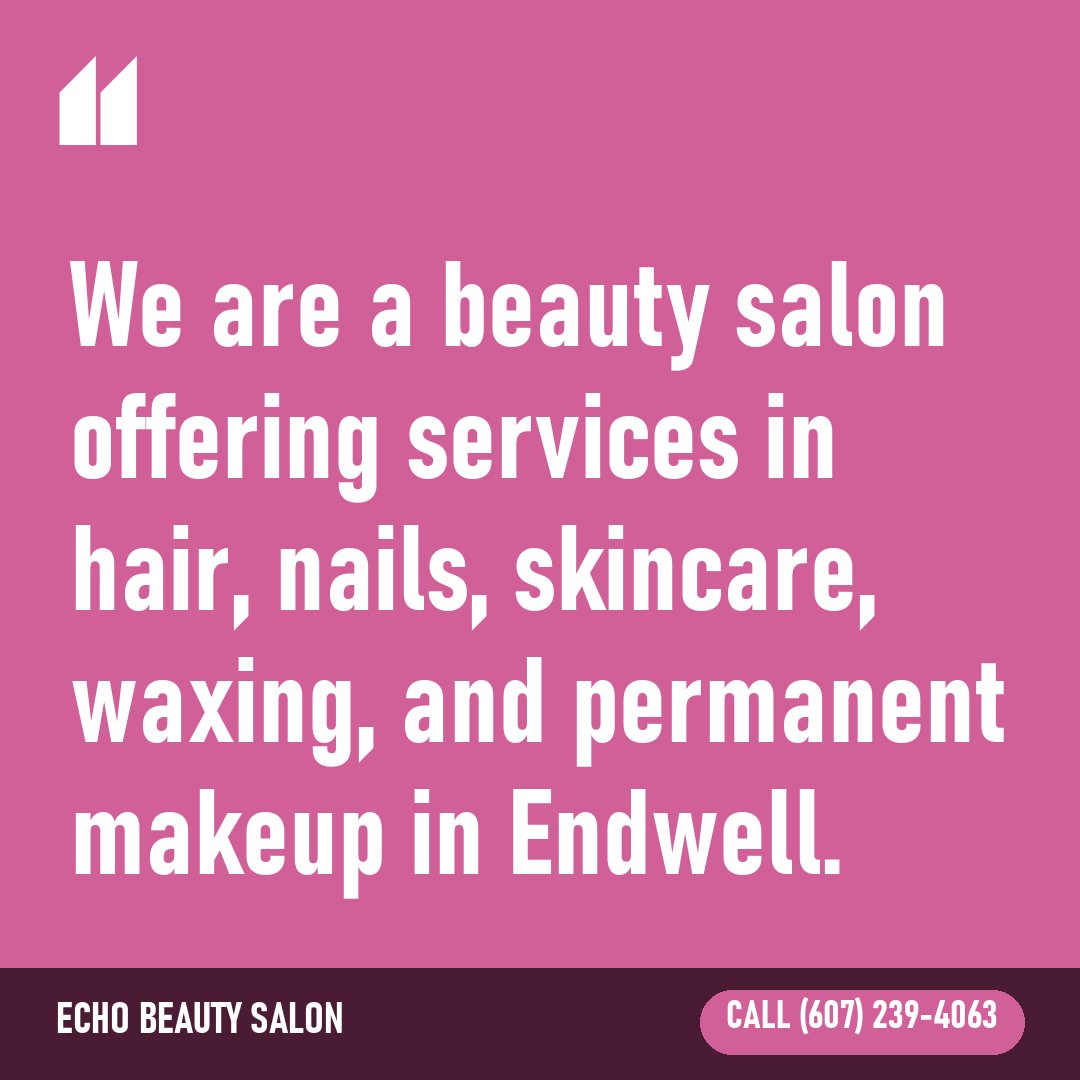 “
We are a beauty salon
offering services in
hair, nails, skincare,
waxing, and permanent
makeup in Endwell.
ECHO BEAUTY SALON
CALL (607) 239-4063